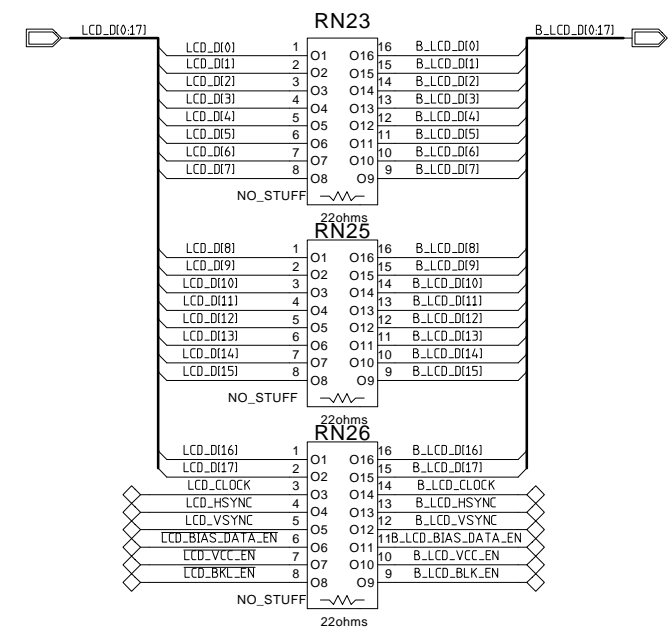 RN23
LCD_D[0:17] B_LCD_D[0:17]
LCD_D[0] 1 O1 O16 16 B_LCD_D[0]
LCD_D[1] 2 O2 O15 15 B_LCD_D[1]
LCD_D[2] 3 O3 O14 14 B_LCD_D[2]
LCD_D[3] 4 O4 O13 13 B_LCD_D[3]
LCD_D[4] 5 O5 O12 12 B_LCD_D[4]
LCD_D[5] 6 O6 O11 11 B_LCD_D[5]
LCD_D[6] 7 O7 O10 10 B_LCD_D[6]
LCD_D[7] 8 O8 O9 9 B_LCD_D[7]
NO_STUFF
22ohms
RN25
LCD_D[8] 1 O1 O16 16 B_LCD_D[8]
LCD_D[9] 2 O2 O15 15 B_LCD_D[9]
LCD_D[10] 3 O3 O14 14 B_LCD_D[10]
LCD_D[11] 4 O4 O13 13 B_LCD_D[11]
LCD_D[12] 5 O5 O12 12 B_LCD_D[12]
LCD_D[13] 6 O6 O11 11 B_LCD_D[13]
LCD_D[14] 7 O7 O10 10 B_LCD_D[14]
LCD_D[15] 8 O8 O9 9 B_LCD_D[15]
NO_STUFF
22ohms
RN26
LCD_D[16] 1 O1 O16 16 B_LCD_D[16]
LCD_D[17] 2 O2 O15 15 B_LCD_D[17]
LCD_CLOCK 3 O3 O14 14 B_LCD_CLOCK
LCD_HSYNC 4 O4 O13 13 B_LCD_HSYNC
LCD_VSYNC 5 O5 O12 12 B_LCD_VSYNC
LCD_BIAS_DATA_EN 6 O6 O11 11 B_LCD_BIAS_DATA_EN
LCD_VCC_EN 7 O7 O10 10 B_LCD_VCC_EN
LCD_BKL_EN 8 O8 O9 9 B_LCD_BLK_EN
NO_STUFF
22ohms